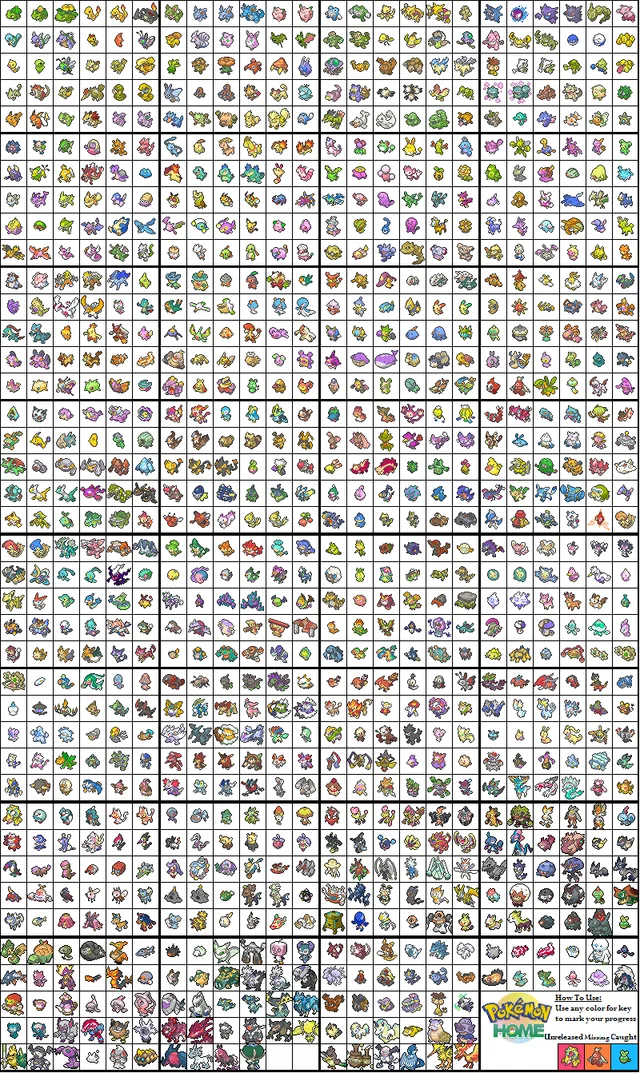 How To Use:
Use any color for key
to mark your progress
POKÉMON
HOME
Unreleased Missing Caught